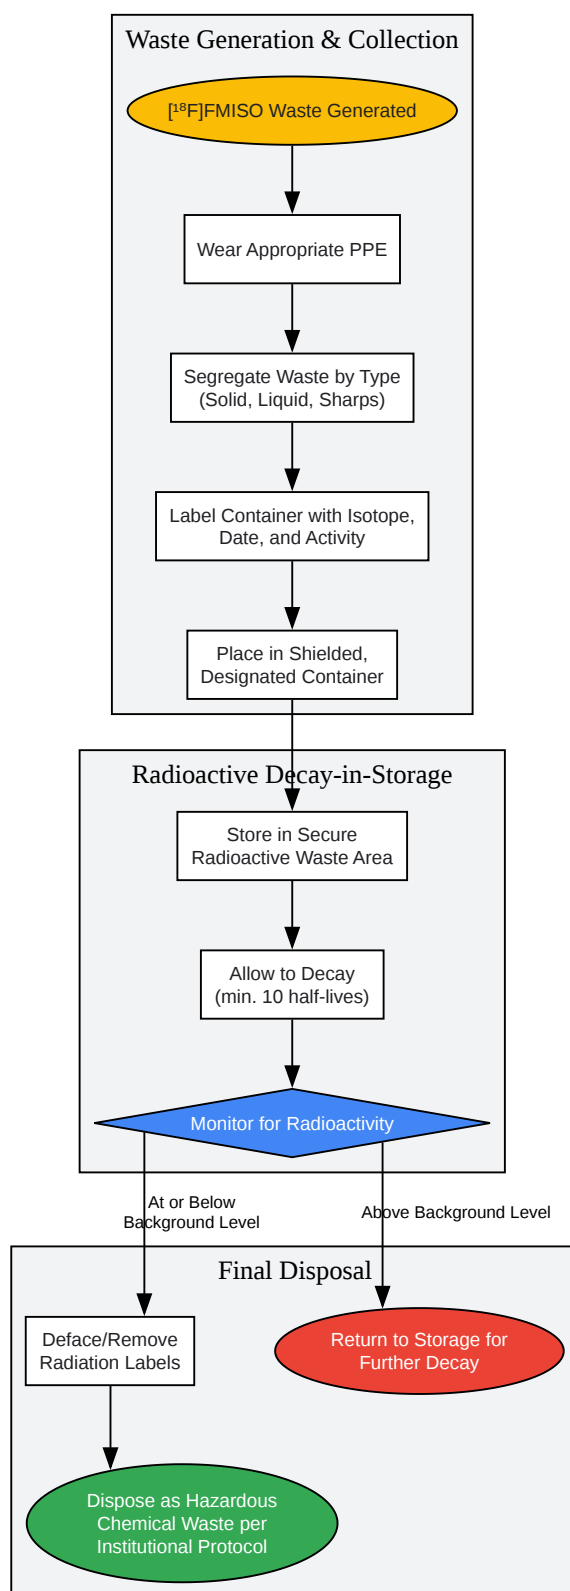 Waste Generation & Collection
[¹⁸F]FMISO Waste Generated
Wear Appropriate PPE
Segregate Waste by Type
(Solid, Liquid, Sharps)
Label Container with Isotope,
Date, and Activity
Place in Shielded,
Designated Container
Radioactive Decay-in-Storage
Store in Secure
Radioactive Waste Area
Allow to Decay
(min. 10 half-lives)
Monitor for Radioactivity
At or Below
Background Level
Above Background Level
Final Disposal
Deface/Remove
Radiation Labels
Return to Storage for
Further Decay
Dispose as Hazardous
Chemical Waste per
Institutional Protocol